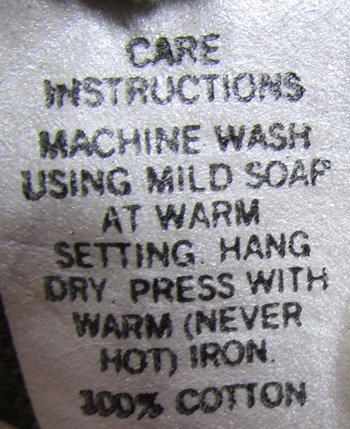 CARE
INSTRUCTIONS
MACHINE WASH
USING MILD SOAP
AT WARM
SETTING. HANG
DRY. PRESS WITH
WARM (NEVER
HOT) IRON.
100% COTTON